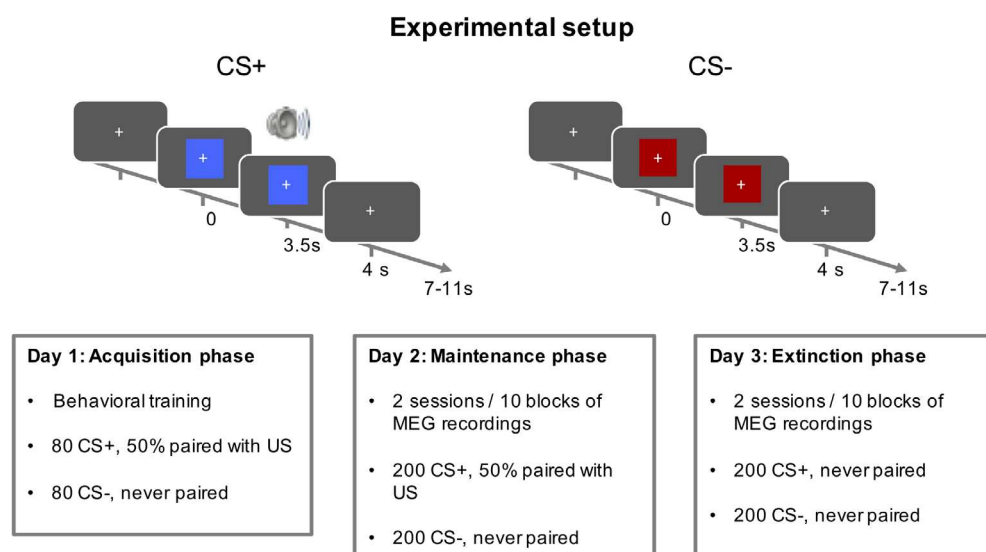 Experimental setup
CS+
CS-
0
3.5s
4 s
7-11s
0
3.5s
4 s
7-11s
Day 1: Acquisition phase
• Behavioral training
• 80 CS+, 50% paired with US
• 80 CS-, never paired
Day 2: Maintenance phase
• 2 sessions / 10 blocks of
MEG recordings
• 200 CS+, 50% paired with
US
• 200 CS-, never paired
Day 3: Extinction phase
• 2 sessions / 10 blocks of
MEG recordings
• 200 CS+, never paired
• 200 CS-, never paired